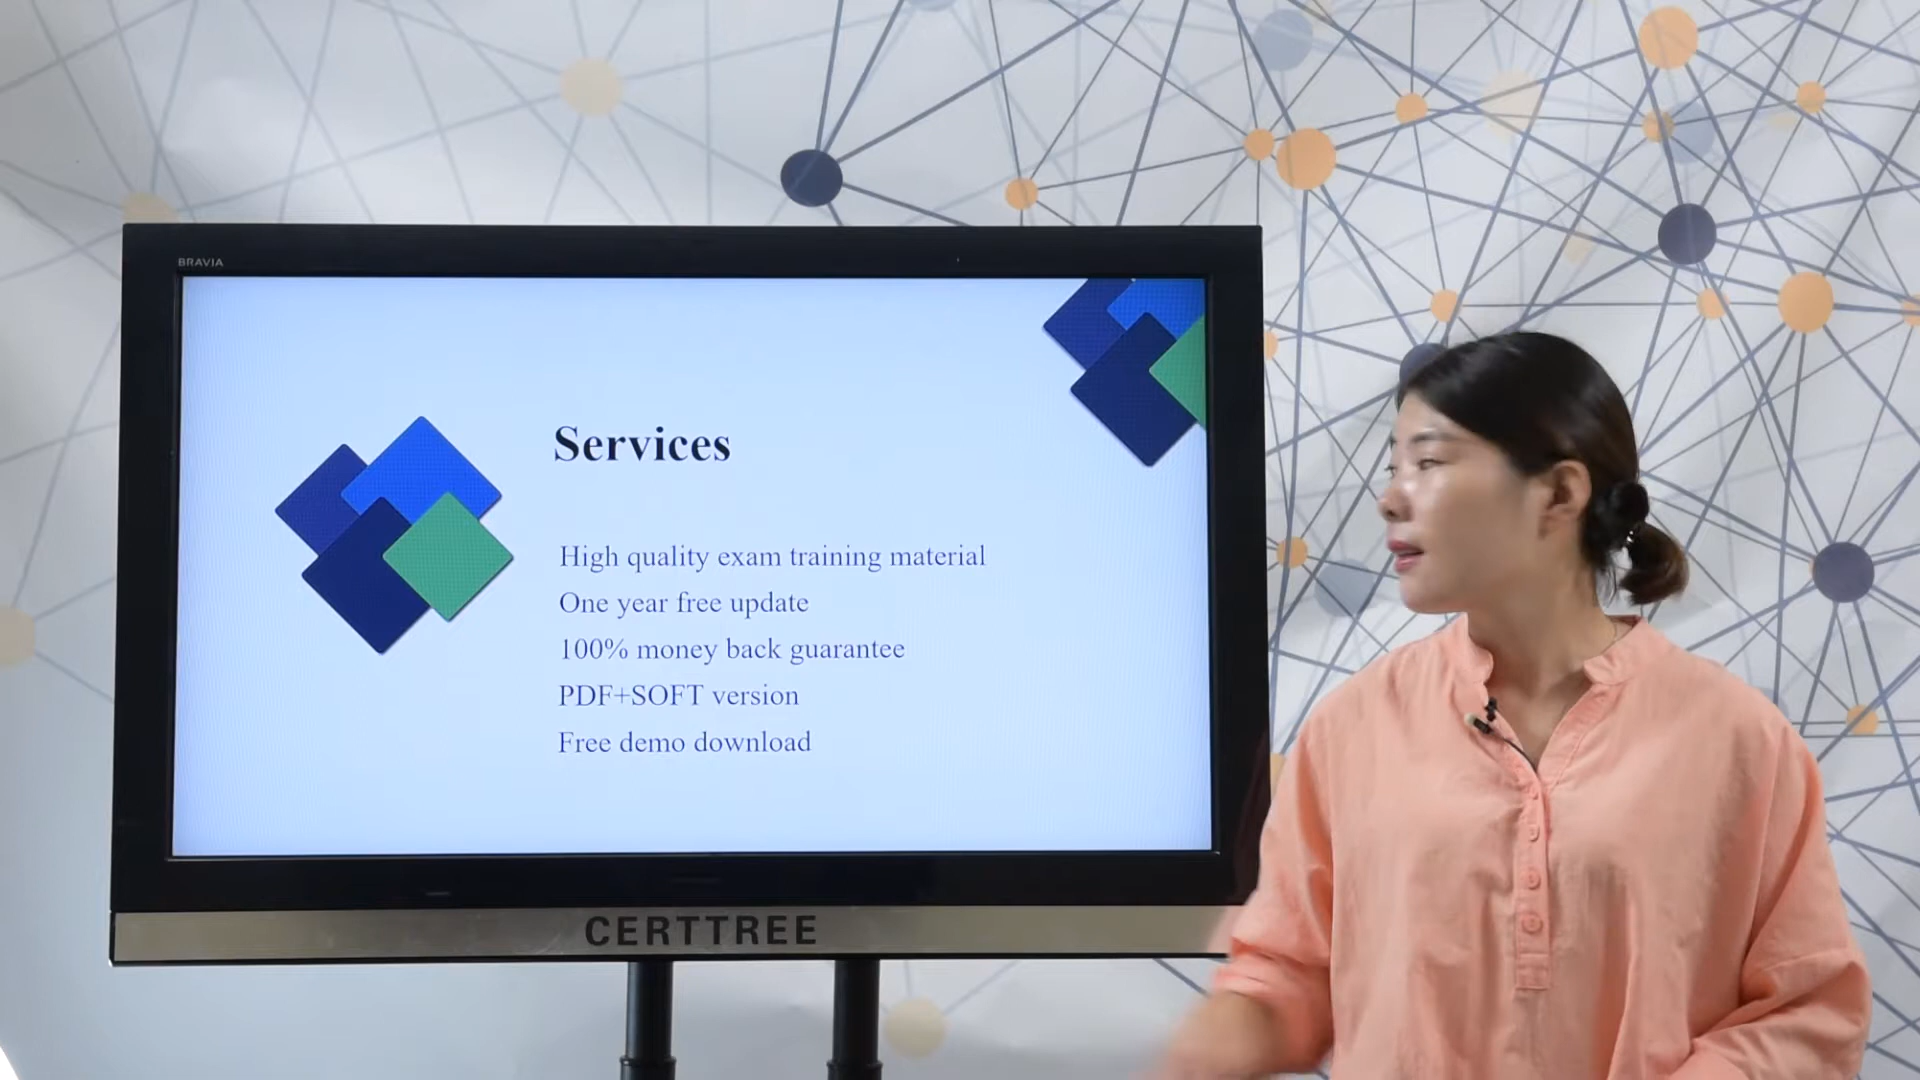 BRAVIA
Services
High quality exam training material
One year free update
100% money back guarantee
PDF+SOFT version
Free demo download
CERTTREE